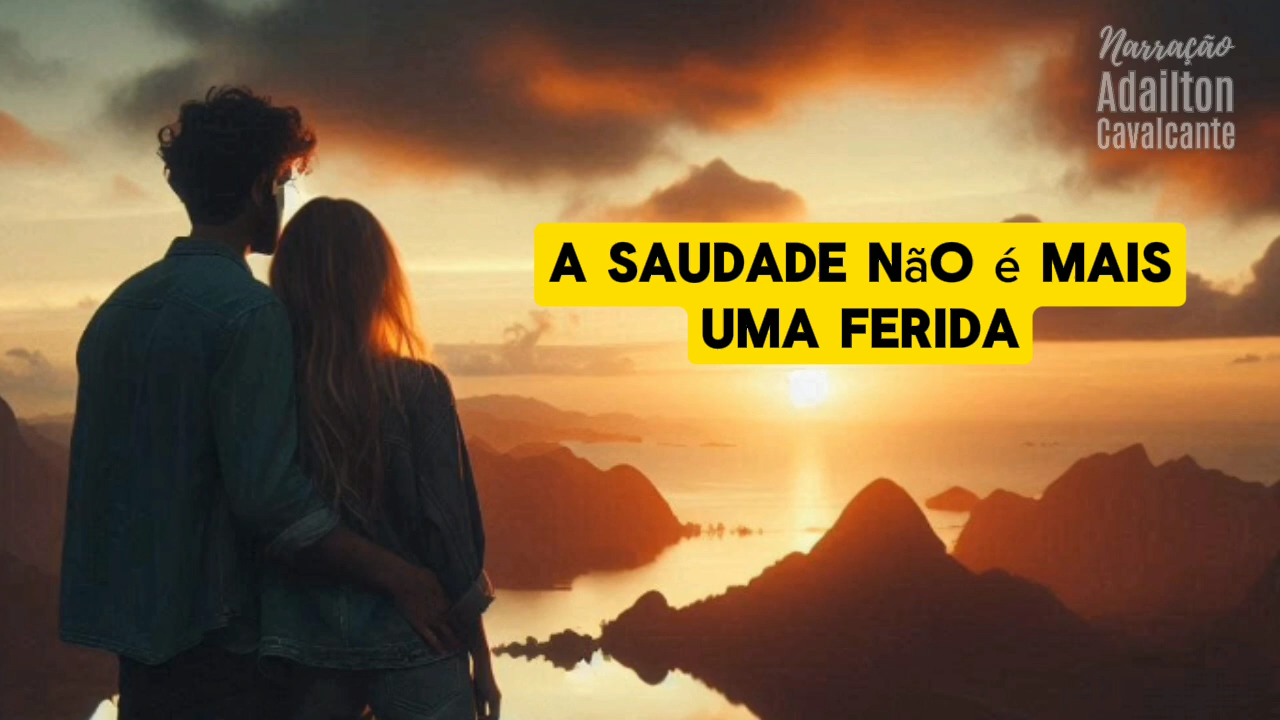 Narração
Adailton
Cavalcante
A SAUDADE NãO é MAIS
UMA FERIDA